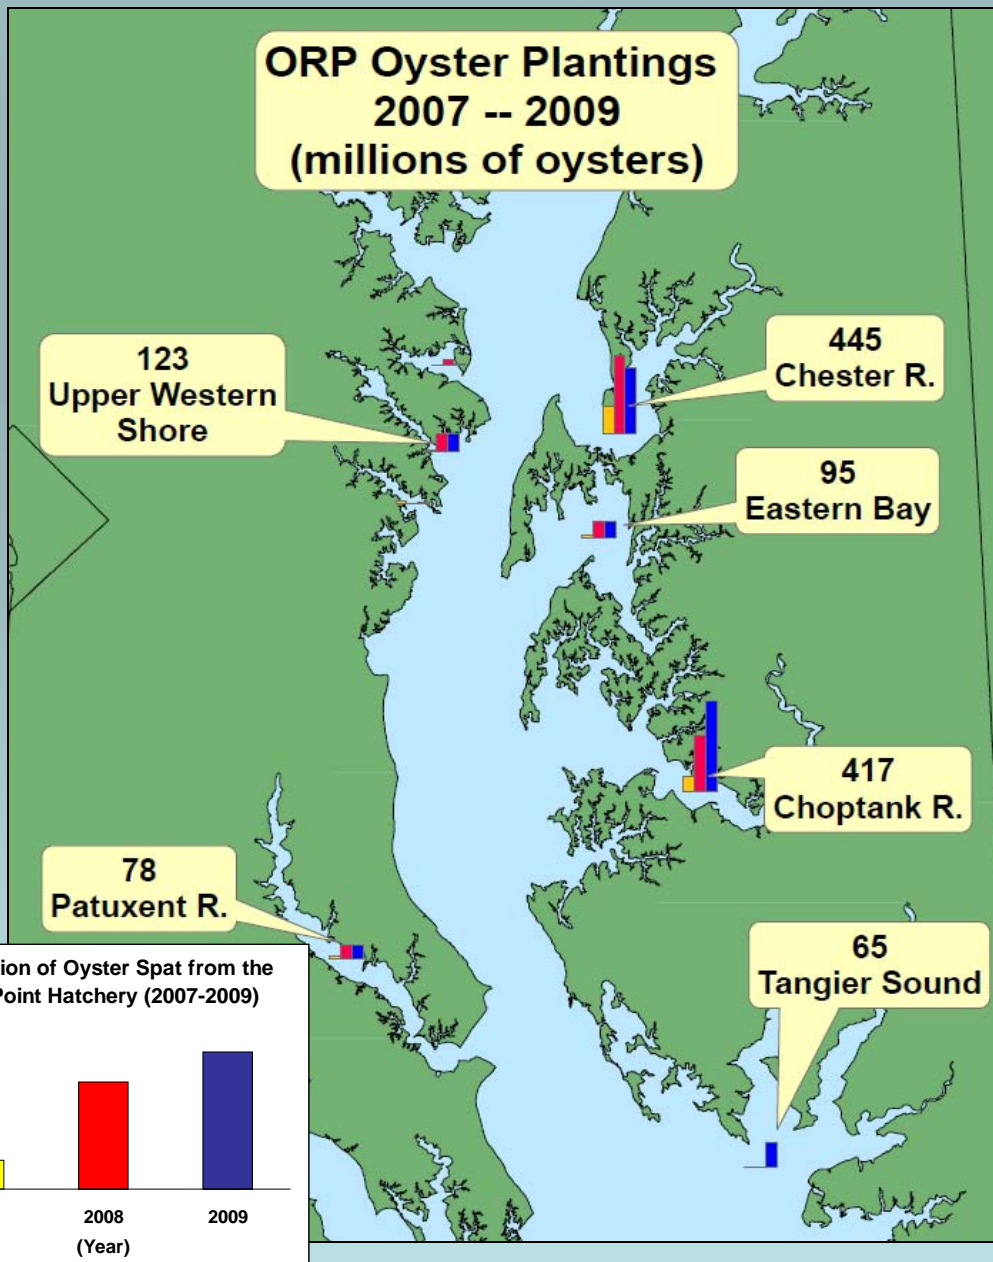 ORP Oyster Plantings
2007 -- 2009
(millions of oysters)
123
Upper Western
Shore
445
Chester R.
95
Eastern Bay
417
Choptank R.
78
Patuxent R.
65
Tangier Sound
of Oyster Spat from the
Point Hatchery (2007-2009)
2008
2009
(Year)